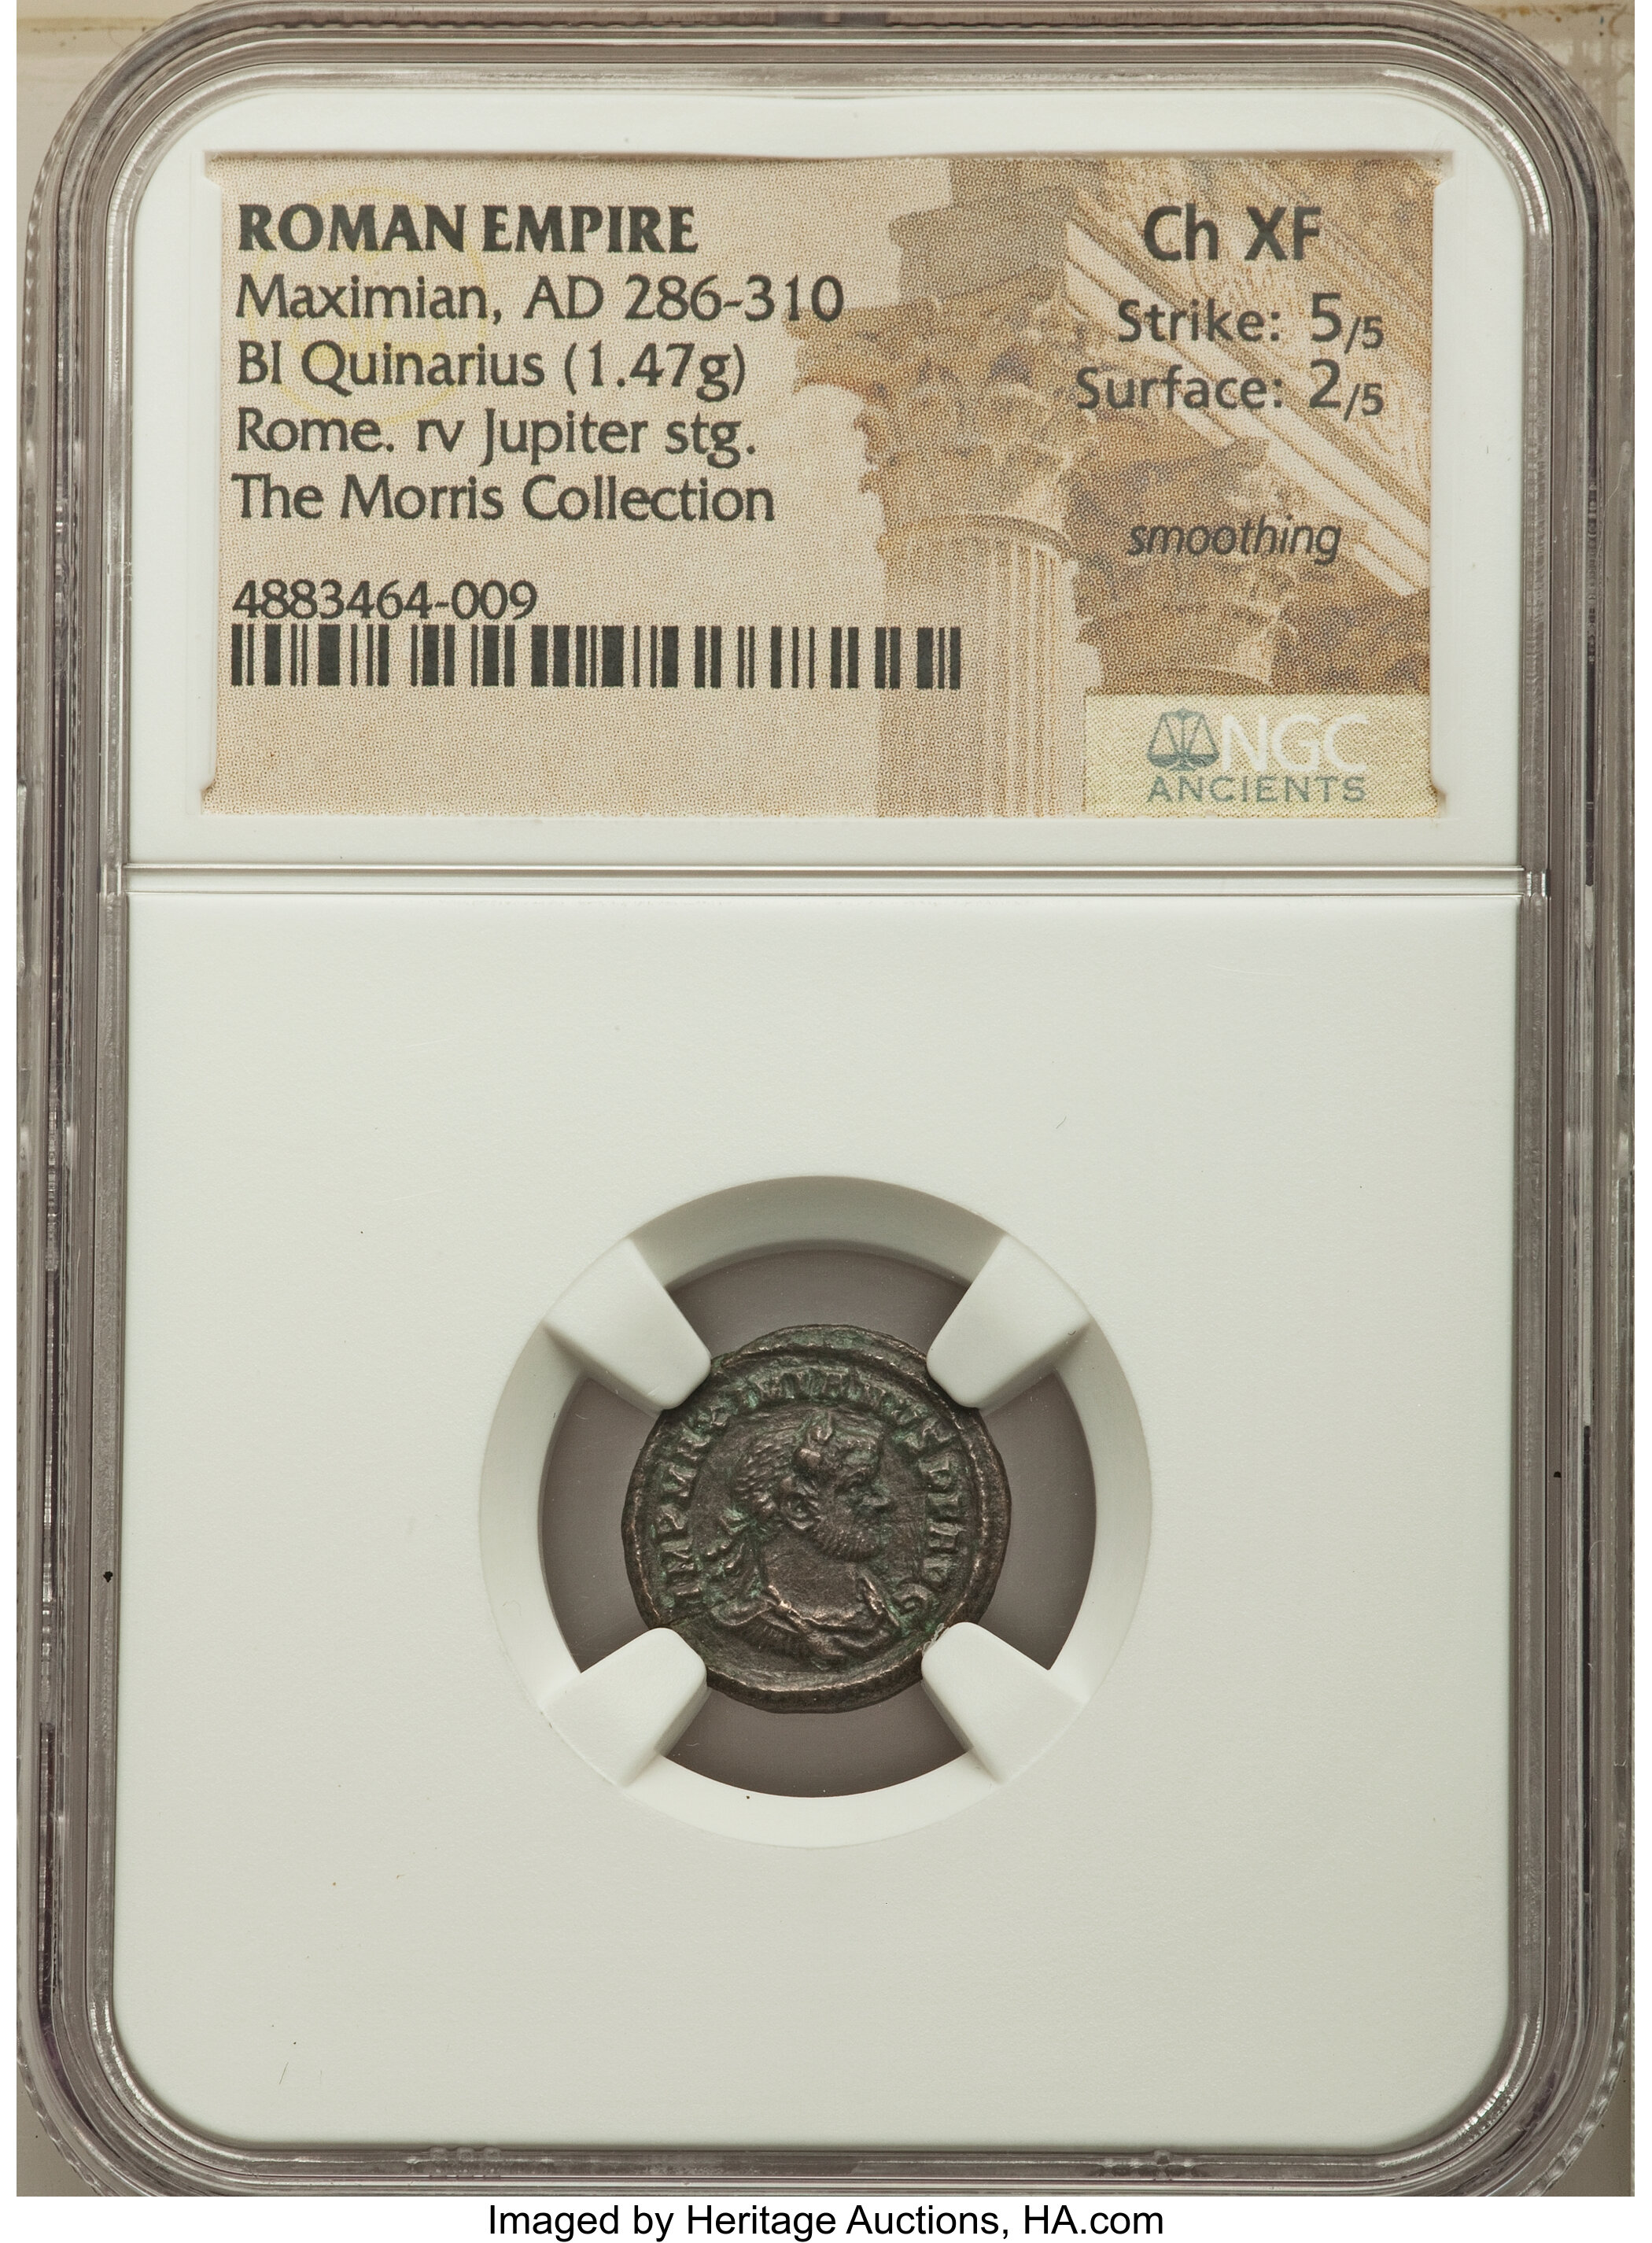 ROMAN EMPIRE
Maximian, AD 286-310
BI Quinarius (1.47g)
Rome. rv Jupiter stg.
The Morris Collection
4883464-009
Ch XF
Strike: 5/5
Surface: 2/5
smoothing
NGC
ANCIENTS
Imaged by Heritage Auctions, HA.com